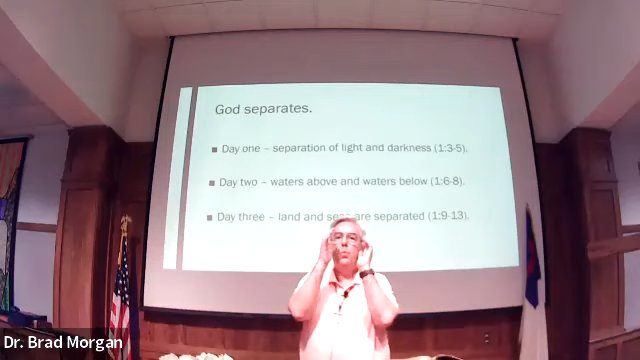 God separates.
Day one – separation of light and darkness (1:3-5).
Day two – waters above and waters below (1:6-8).
Day three – land and seas are separated (1:9-13).
Dr. Brad Morgan